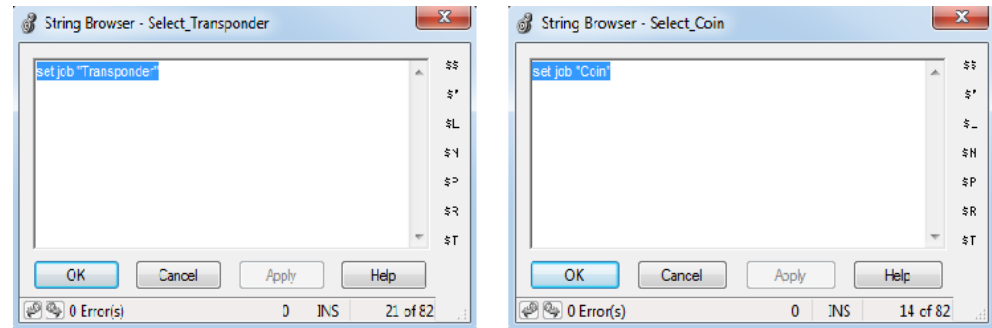 String Browser - Select_Transponder
set job "Transponder"
$$
$'
$L
$N
$P
$R
$T
OK Cancel Apply Help
0 Error(s) 0 INS 21 of 82
String Browser - Select_Coin
set job "Coin"
$$
$'
$L
$N
$P
$R
$T
OK Cancel Apply Help
0 Error(s) 0 INS 14 of 82